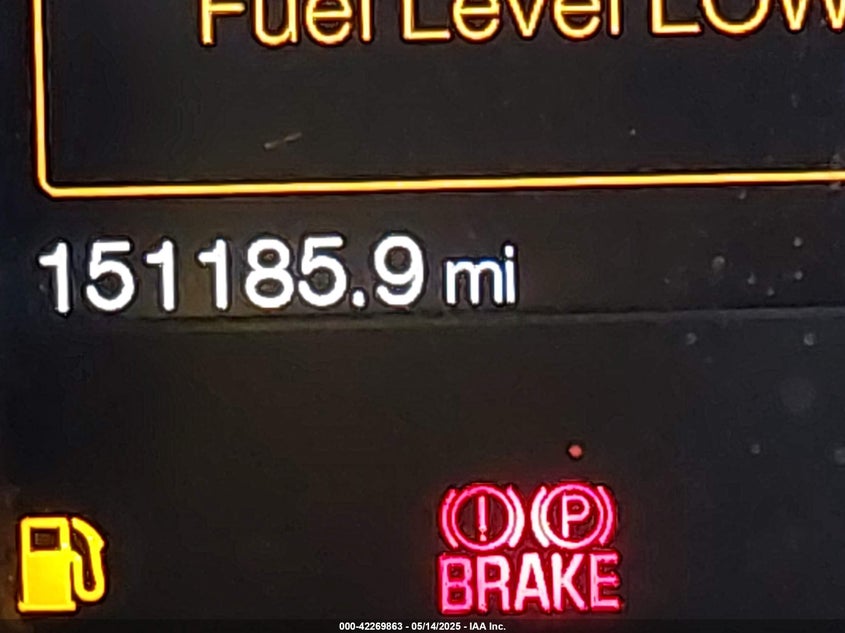 Fuel Level LOW
151185.9 mi
! P
BRAKE
000-42269863 - 05/14/2025 - IAA Inc.